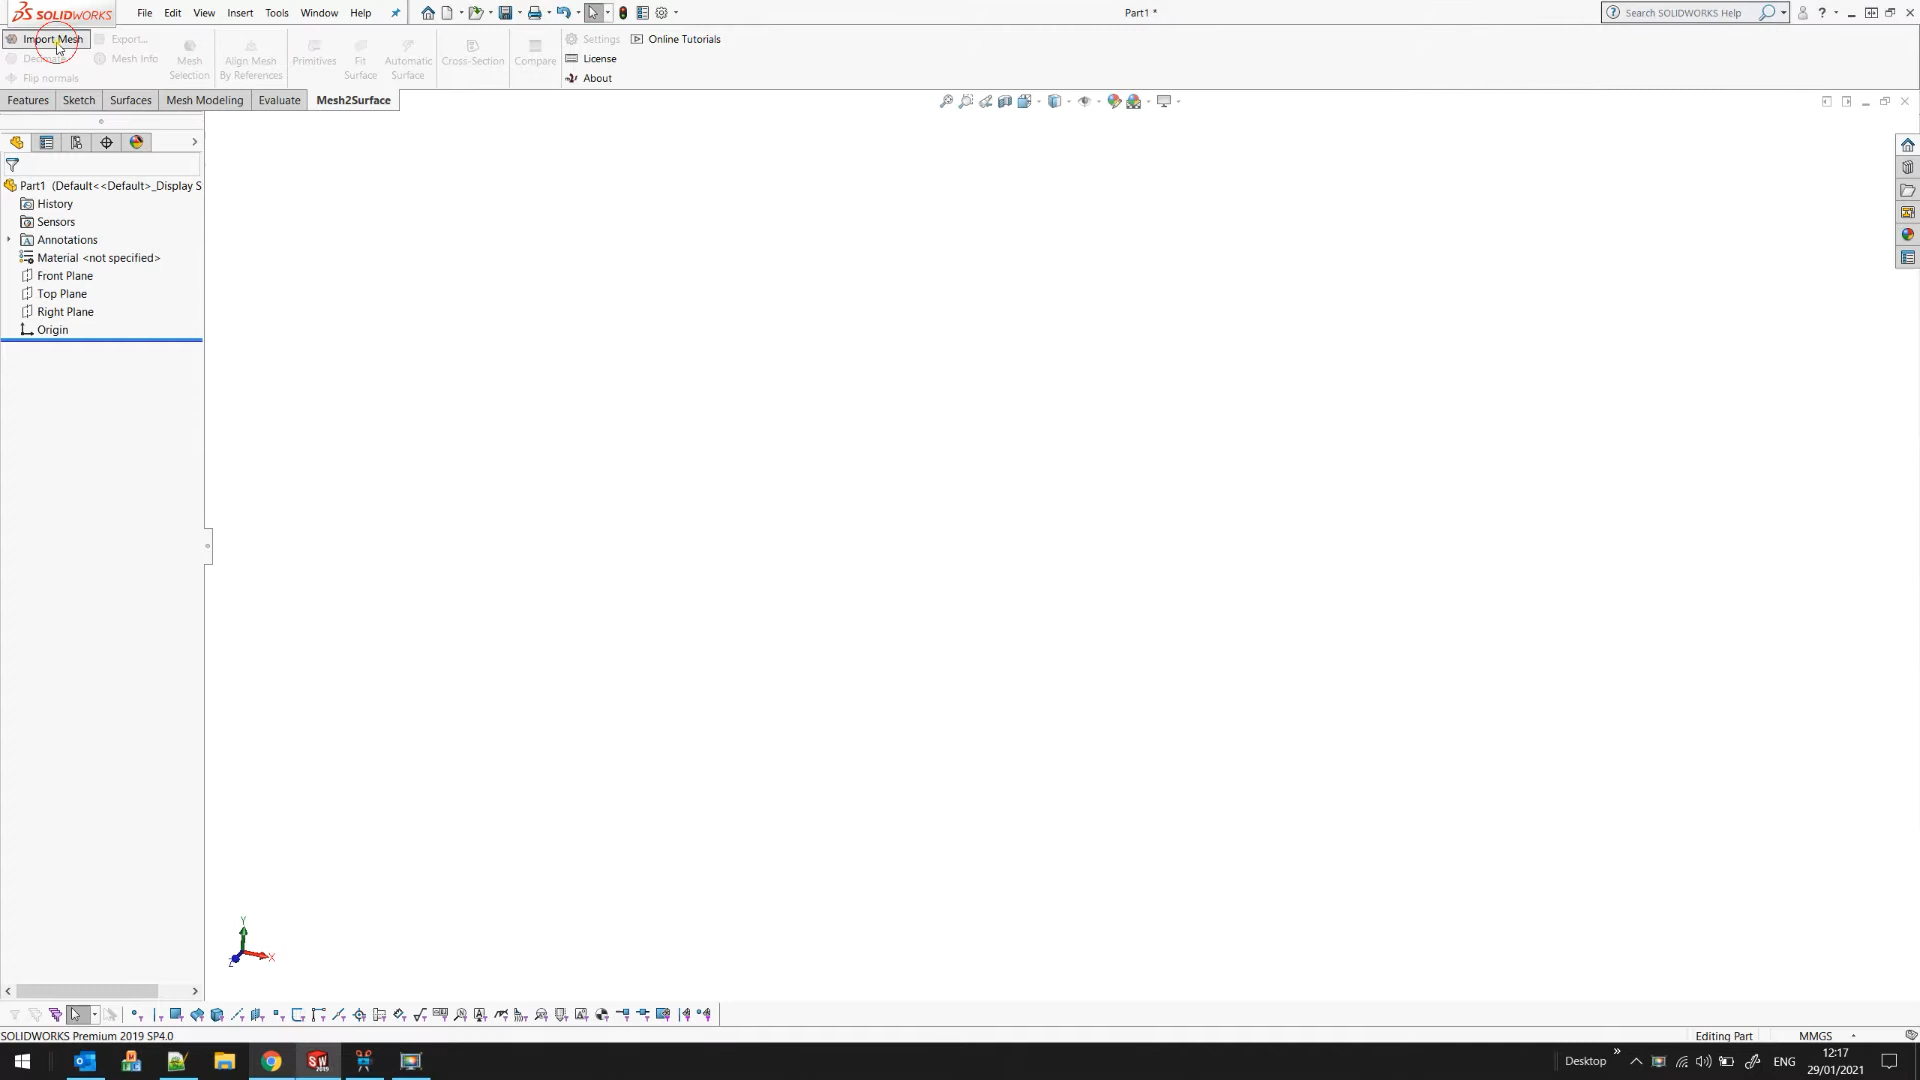 SOLIDWORKS File Edit View Insert Tools Window Help Part1 * Search SOLIDWORKS Help
Import Mesh Export... Settings Online Tutorials
Decimate Mesh Info License
Flip normals About
Mesh Selection
Align Mesh By References
Primitives
Fit Surface
Automatic Surface
Cross-Section
Compare
Features Sketch Surfaces Mesh Modeling Evaluate Mesh2Surface
Part1 (Default<<Default>_Display S
History
Sensors
Annotations
Material <not specified>
Front Plane
Top Plane
Right Plane
Origin
Y
X
Z
SOLIDWORKS Premium 2019 SP4.0 Editing Part MMGS
Desktop ENG 12:17
29/01/2021